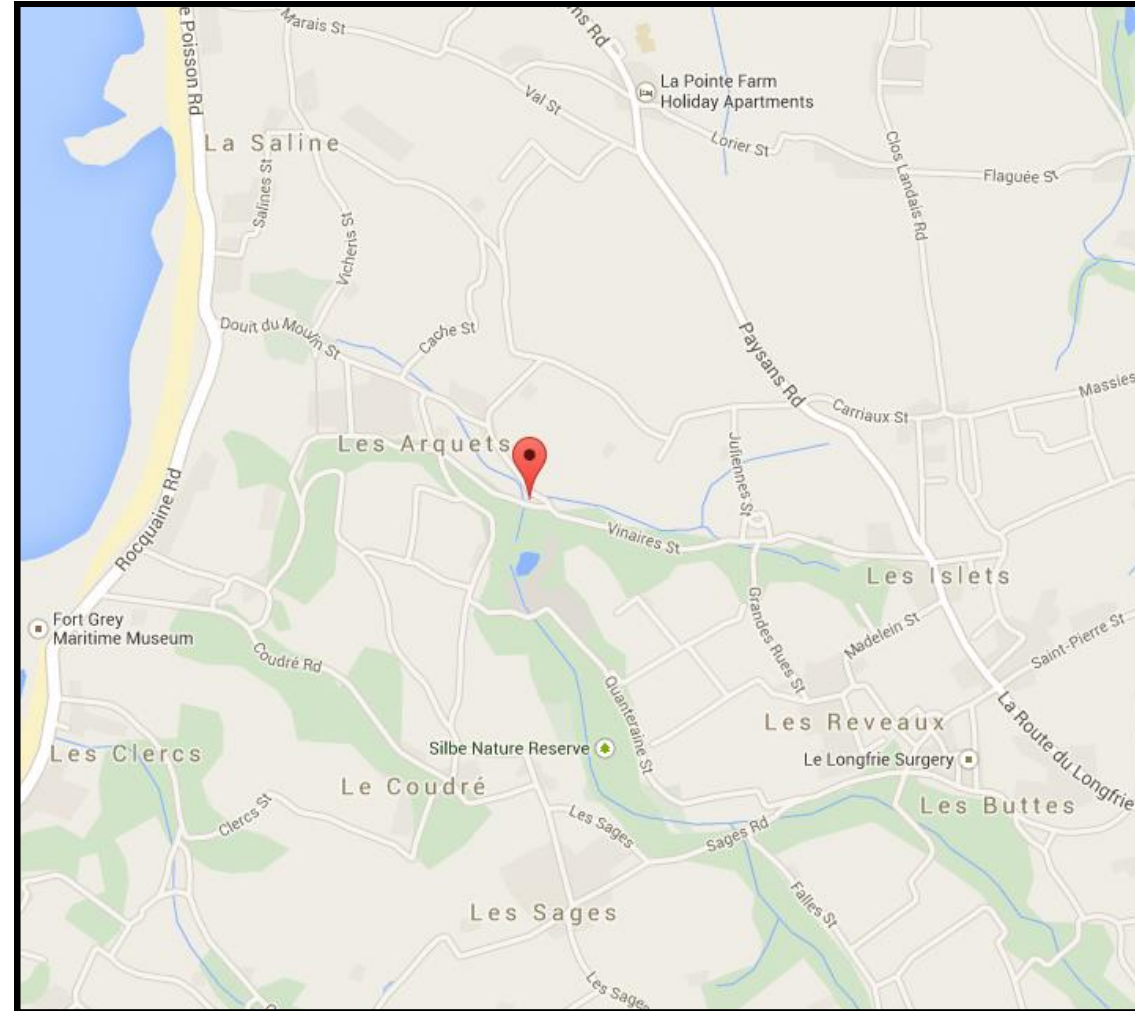 Marais St
ns Rd
e Poisson Rd
La Pointe Farm
Holiday Apartments
Val St
La Saline
Lorier St
Flaguée St
Clos Landais Rd
Salines St
Vicheris St
Douit du Moulin St
Cache St
Paysans Rd
Massies
Carriaux St
Les Arquets
Juliennes St
Rocquaine Rd
Vinaires St
Les Islets
Fort Grey
Maritime Museum
Grandes Rues St
Madelein St
Saint-Pierre St
Coudré Rd
Quanteraine St
La Route du Longfrie
Les Reveaux
Silbe Nature Reserve
Les Clercs
Le Longfrie Surgery
Le Coudré
Les Buttes
Clercs St
Les Sages
Sages Rd
Falles St
Les Sages
Les Sages